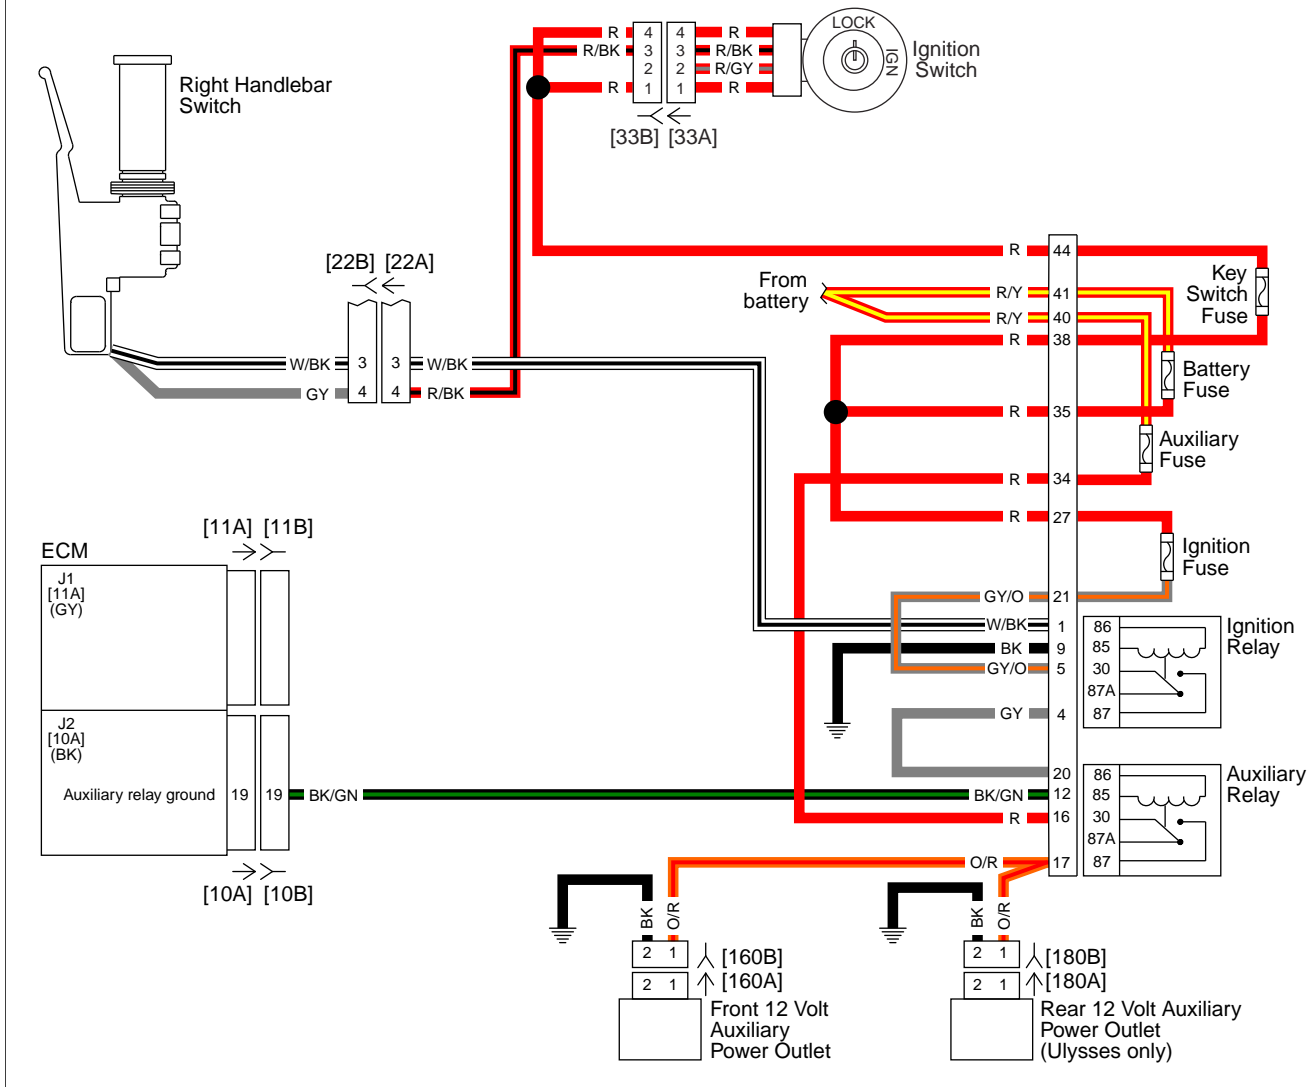 LOCK
IGN
Ignition
Switch
R 4 4 R
R/BK 3 3 R/BK
2 2 R/GY
R 1 1 R
[33B] [33A]
Right Handlebar
Switch
[22B] [22A]
W/BK 3 3 W/BK
GY 4 4 R/BK
From
battery
R 44
R/Y 41
R/Y 40
R 38
R 35
R 34
R 27
GY/O 21
W/BK 1
BK 9
GY/O 5
GY 4
20
BK/GN 12
R 16
O/R 17
Key
Switch
Fuse
Battery
Fuse
Auxiliary
Fuse
Ignition
Fuse
86
85
30
87A
87
Ignition
Relay
86
85
30
87A
87
Auxiliary
Relay
[11A] [11B]
ECM
J1
[11A]
(GY)
J2
[10A]
(BK)
Auxiliary relay ground 19 19 BK/GN
[10A] [10B]
BK O/R
2 1
[160B]
2 1
[160A]
Front 12 Volt
Auxiliary
Power Outlet
BK O/R
2 1
[180B]
2 1
[180A]
Rear 12 Volt Auxiliary
Power Outlet
(Ulysses only)